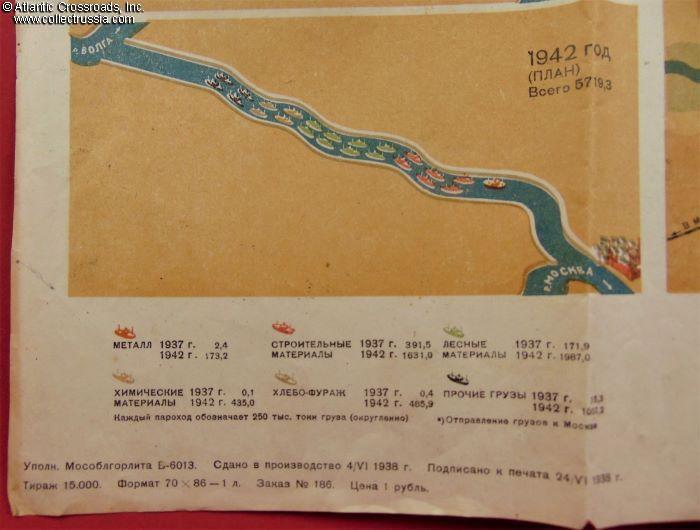 © Atlantic Crossroads, Inc.
www.collectrussia.com
Р. ВОЛГА
1942 ГОД
(ПЛАН)
Всего 5719,3
Р. МОСКВА
МЕТАЛЛ 1937 г. 2,4
1942 г. 173,2
СТРОИТЕЛЬНЫЕ МАТЕРИАЛЫ 1937 г. 391,5
1942 г. 1631,0
ЛЕСНЫЕ МАТЕРИАЛЫ 1937 г. 171,9
1942 г. 1987,0
ХИМИЧЕСКИЕ МАТЕРИАЛЫ 1937 г. 0,1
1942 г. 435,0
ХЛЕБО-ФУРАЖ 1937 г. 0,4
1942 г. 485,9
ПРОЧИЕ ГРУЗЫ 1937 г.
1942 г.
Каждый пароход обозначает 250 тыс. тонн груза (округленно)
*) Отправление грузов к Москве
Уполн. Мособлгорлита Б-6013. Сдано в производство 4/VI 1938 г. Подписано к печати 24/VI 1938 г.
Тираж 15.000. Формат 70 × 86 — 1 л. Заказ № 186. Цена 1 рубль.